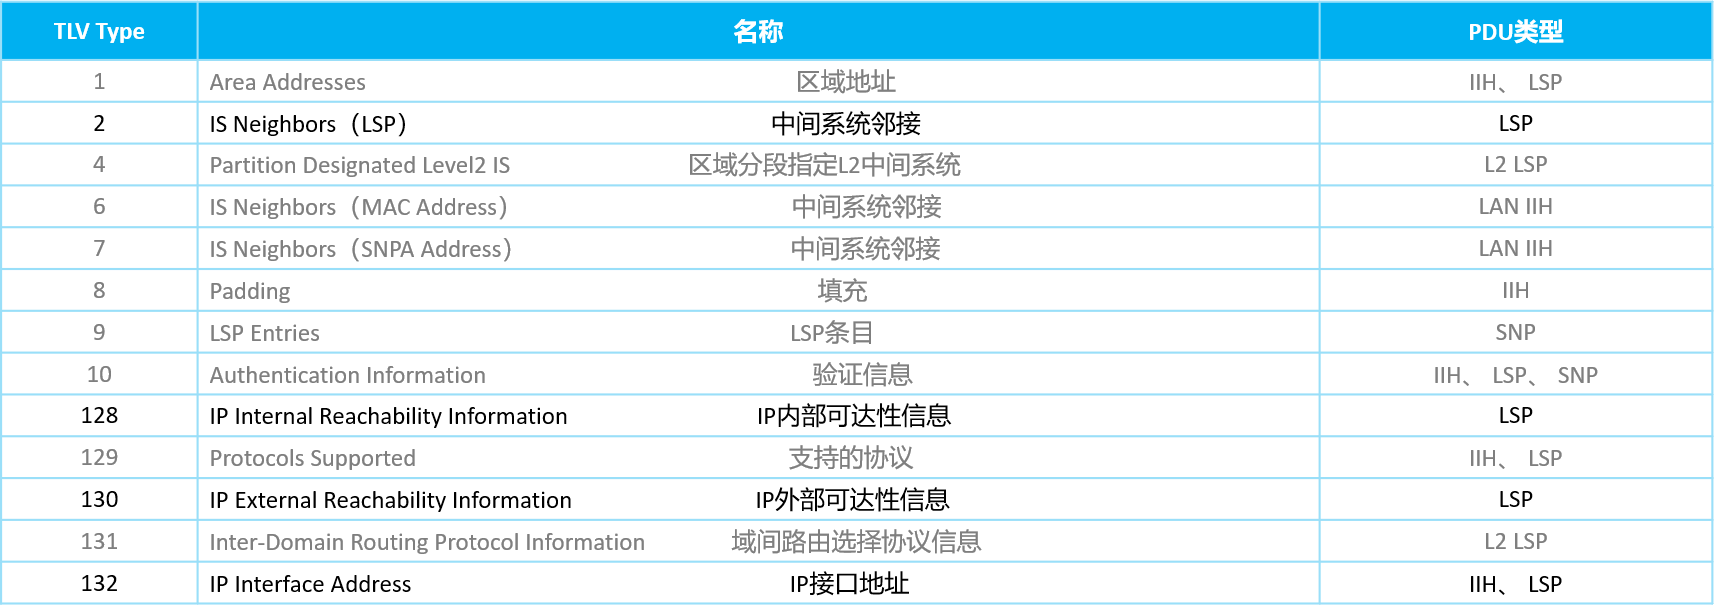 TLV Type 名称 PDU类型
1 Area Addresses 区域地址 IIH、 LSP
2 IS Neighbors（LSP） 中间系统邻接 LSP
4 Partition Designated Level2 IS 区域分段指定L2中间系统 L2 LSP
6 IS Neighbors（MAC Address） 中间系统邻接 LAN IIH
7 IS Neighbors（SNPA Address） 中间系统邻接 LAN IIH
8 Padding 填充 IIH
9 LSP Entries LSP条目 SNP
10 Authentication Information 验证信息 IIH、 LSP、 SNP
128 IP Internal Reachability Information IP内部可达性信息 LSP
129 Protocols Supported 支持的协议 IIH、 LSP
130 IP External Reachability Information IP外部可达性信息 LSP
131 Inter-Domain Routing Protocol Information 域间路由选择协议信息 L2 LSP
132 IP Interface Address IP接口地址 IIH、 LSP